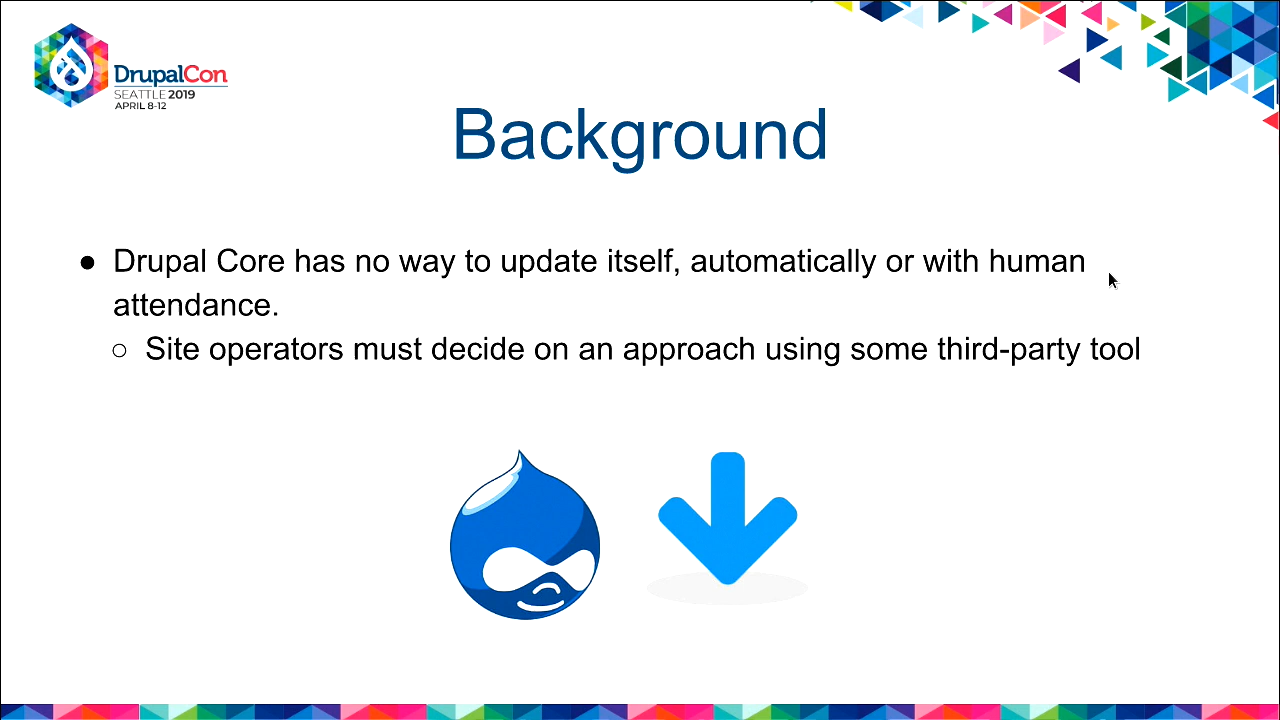 DrupalCon
SEATTLE 2019
APRIL 8-12
Background
● Drupal Core has no way to update itself, automatically or with human
attendance.
○ Site operators must decide on an approach using some third-party tool